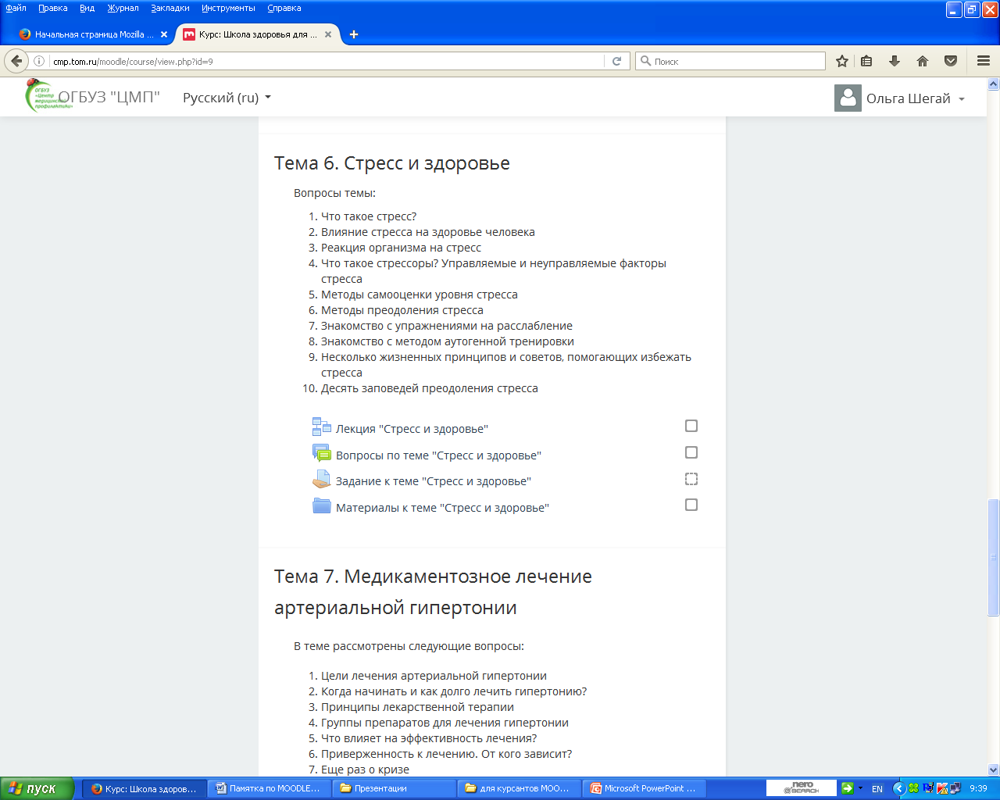 Файл Правка Вид Журнал Закладки Инструменты Справка
Начальная страница Mozilla ... Курс: Школа здоровья для ...
cmp.tom.ru/moodle/course/view.php?id=9 Поиск
ОГБУЗ "ЦМП" Русский (ru) Ольга Шегай
Тема 6. Стресс и здоровье
Вопросы темы:
1. Что такое стресс?
2. Влияние стресса на здоровье человека
3. Реакция организма на стресс
4. Что такое стрессоры? Управляемые и неуправляемые факторы
стресса
5. Методы самооценки уровня стресса
6. Методы преодоления стресса
7. Знакомство с упражнениями на расслабление
8. Знакомство с методом аутогенной тренировки
9. Несколько жизненных принципов и советов, помогающих избежать
стресса
10. Десять заповедей преодоления стресса
Лекция "Стресс и здоровье"
Вопросы по теме "Стресс и здоровье"
Задание к теме "Стресс и здоровье"
Материалы к теме "Стресс и здоровье"
Тема 7. Медикаментозное лечение
артериальной гипертонии
В теме рассмотрены следующие вопросы:
1. Цели лечения артериальной гипертонии
2. Когда начинать и как долго лечить гипертонию?
3. Принципы лекарственной терапии
4. Группы препаратов для лечения гипертонии
5. Что влияет на эффективность лечения?
6. Приверженность к лечению. От кого зависит?
7. Еще раз о кризе
пуск Курс: Школа здоров... Памятка по MOODLE... Презентации для курсантов MOO... Microsoft PowerPoint ... nero SEARCH EN 9:39